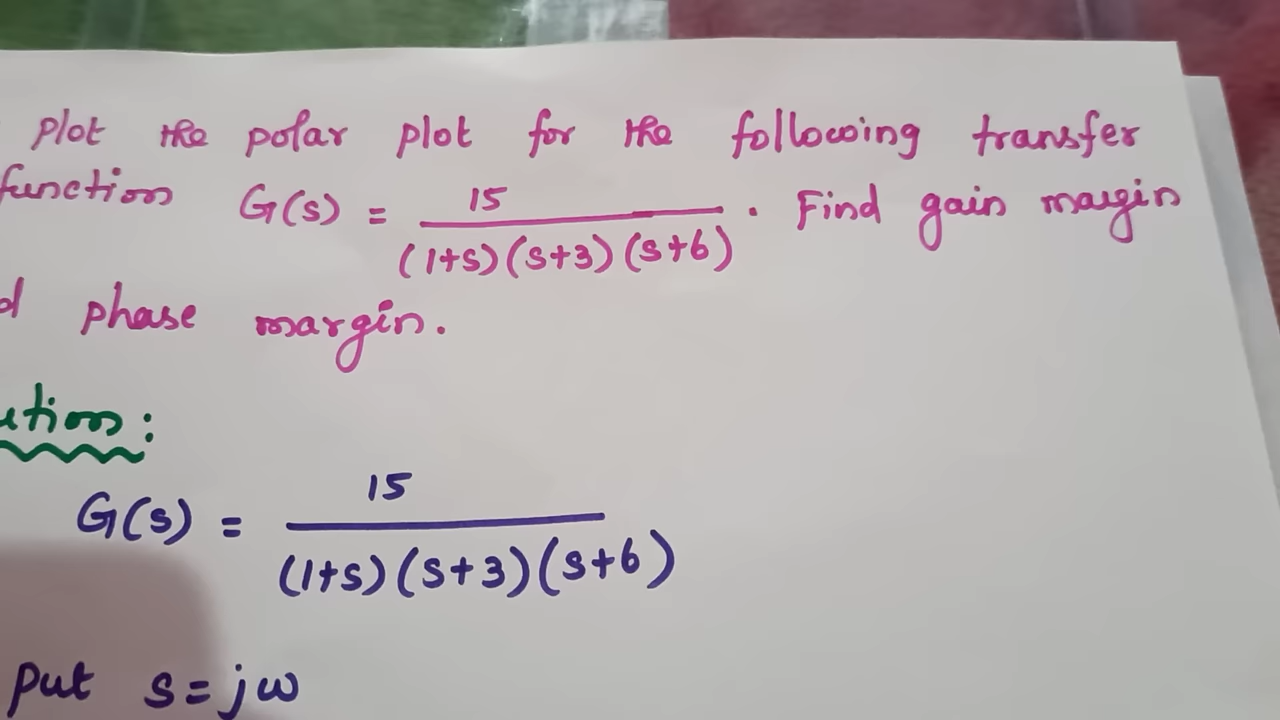 plot the polar plot for the following transfer
function G(s) = 15 / (1+s)(s+3)(s+6) . Find gain margin
phase margin.
G(s) = 15 / (1+s)(s+3)(s+6)
Put s=jω